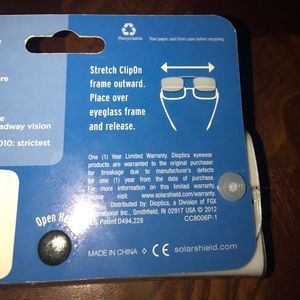 Recyclable
Tear paper card from case before recycling
Stretch ClipOn
frame outward.
Place over
eyeglass frame
and release.
adway vision
010: strictest
One (1) Year Limited Warranty. Dioptics eyewear
products are warranted to the original purchaser
for breakage due to manufacturer's defects
for one (1) year from the date of purchase.
For more information on this limited warranty,
please visit www.solarshield.com/warranty.
Distributed by: Dioptics, a Division of FGX
International Inc., Smithfield, RI 02917 USA © 2012
U.S. Patent D494,228
CC8006P-1
Open H
MADE IN CHINA
CE
solarshield.com